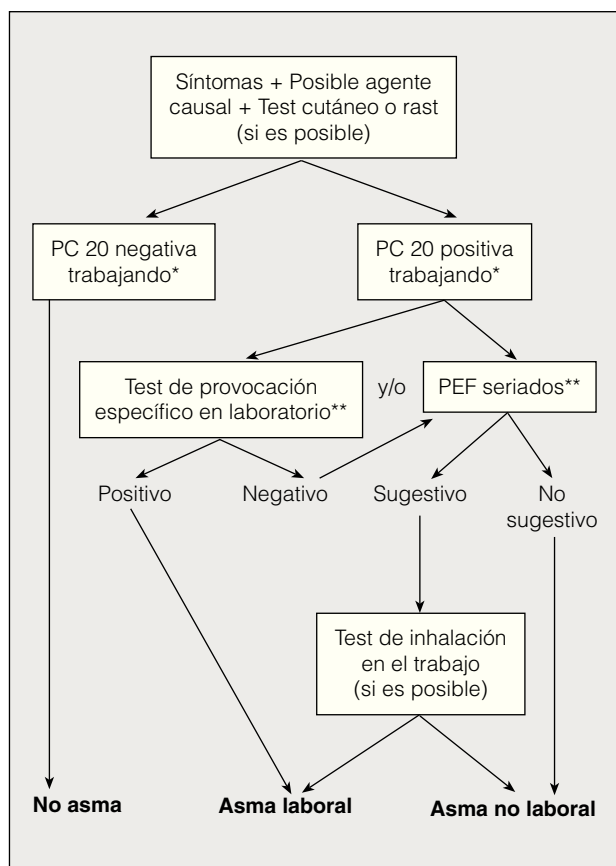 Síntomas + Posible agente
causal + Test cutáneo o rast
(si es posible)
PC 20 negativa
trabajando*
PC 20 positiva
trabajando*
Test de provocación
específico en laboratorio**
y/o
PEF seriados**
Positivo
Negativo
Sugestivo
No
sugestivo
Test de inhalación
en el trabajo
(si es posible)
No asma
Asma laboral
Asma no laboral